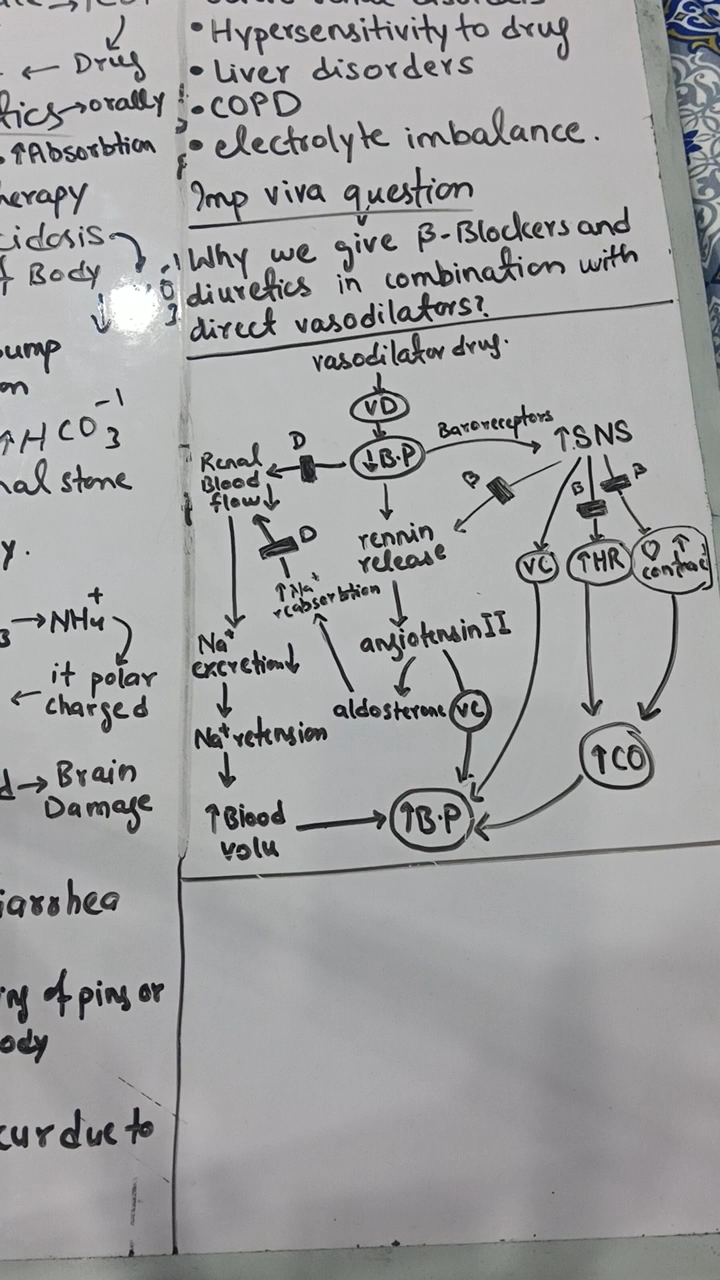 ← Drug
tics→orally
•↑Absorbtion
herapy
cidosis
Body
ump
on
↑HCO3-1
nal stone
y.
3→NH4+
it polar
← charged
d→ Brain
Damage
iarrhea
ng of pins or
ody
cur due to
• Hypersensitivity to drug
• Liver disorders
• COPD
• electrolyte imbalance.
Imp viva question
Why we give β-Blockers and
diuretics in combination with
direct vasodilators?
vasodilator drug.
VD
↓B.P
Baroreceptors
↑SNS
D
Renal
Blood
flow↓
B
B
B
D
rennin
release
VC
↑HR
♡ ↑
contrac
↑Na+
reabsorbtion
angiotensin II
Na+
excretion↓
aldosterone
VC
Na+ retension
↑CO
↑Blood
volu
↑B.P